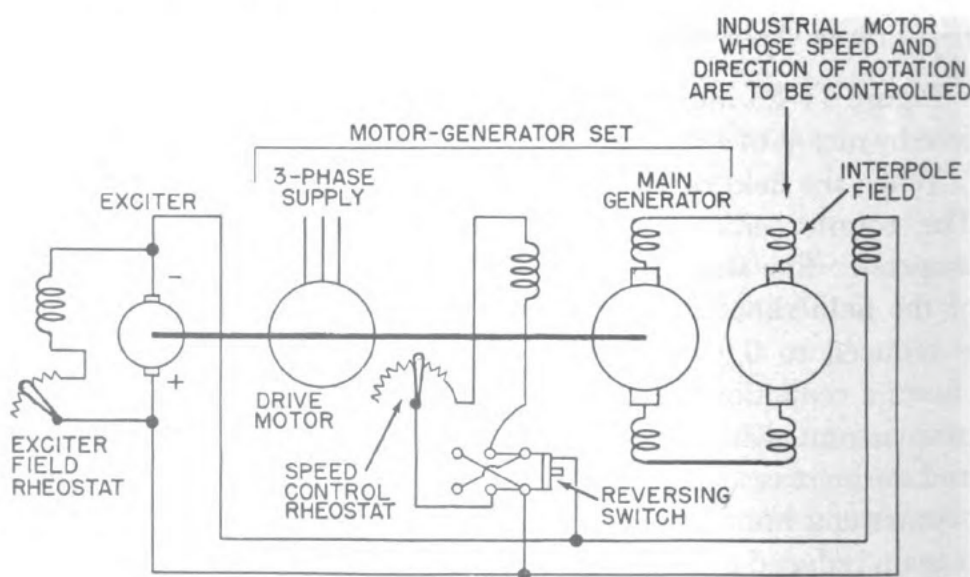 INDUSTRIAL MOTOR
WHOSE SPEED AND
DIRECTION OF ROTATION
ARE TO BE CONTROLLED
MOTOR-GENERATOR SET
3-PHASE
SUPPLY
EXCITER
MAIN
GENERATOR
INTERPOLE
FIELD
-
+
DRIVE
MOTOR
EXCITER
FIELD
RHEOSTAT
SPEED
CONTROL
RHEOSTAT
REVERSING
SWITCH